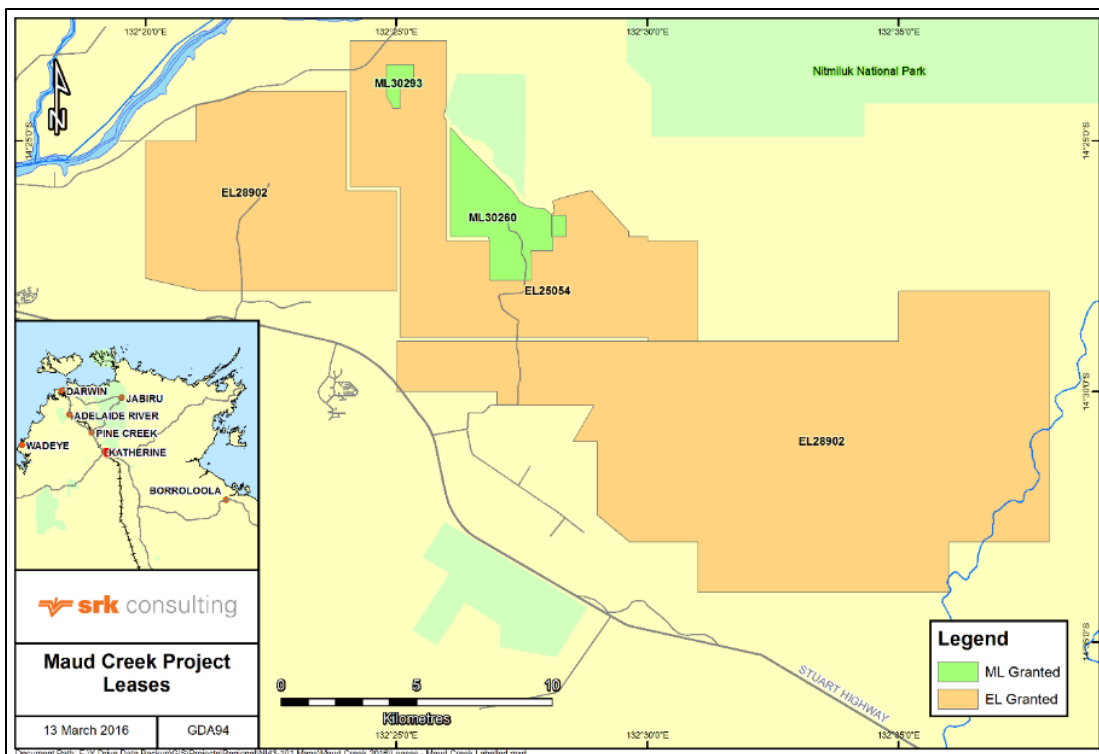 132°20'0"E
132°25'0"E
132°30'0"E
132°35'0"E
Nitmiluk National Park
ML30293
14°25'0"S
14°25'0"S
EL28902
ML30260
EL25054
14°30'0"S
EL28902
DARWIN
JABIRU
ADELAIDE RIVER
PINE CREEK
WADEYE
KATHERINE
BORROLOOLA
srk consulting
Maud Creek Project
Leases
13 March 2016
GDA94
0 5 10
Kilometres
STUART HIGHWAY
14°35'0"S
Legend
ML Granted
EL Granted
132°25'0"E
132°30'0"E
132°35'0"E